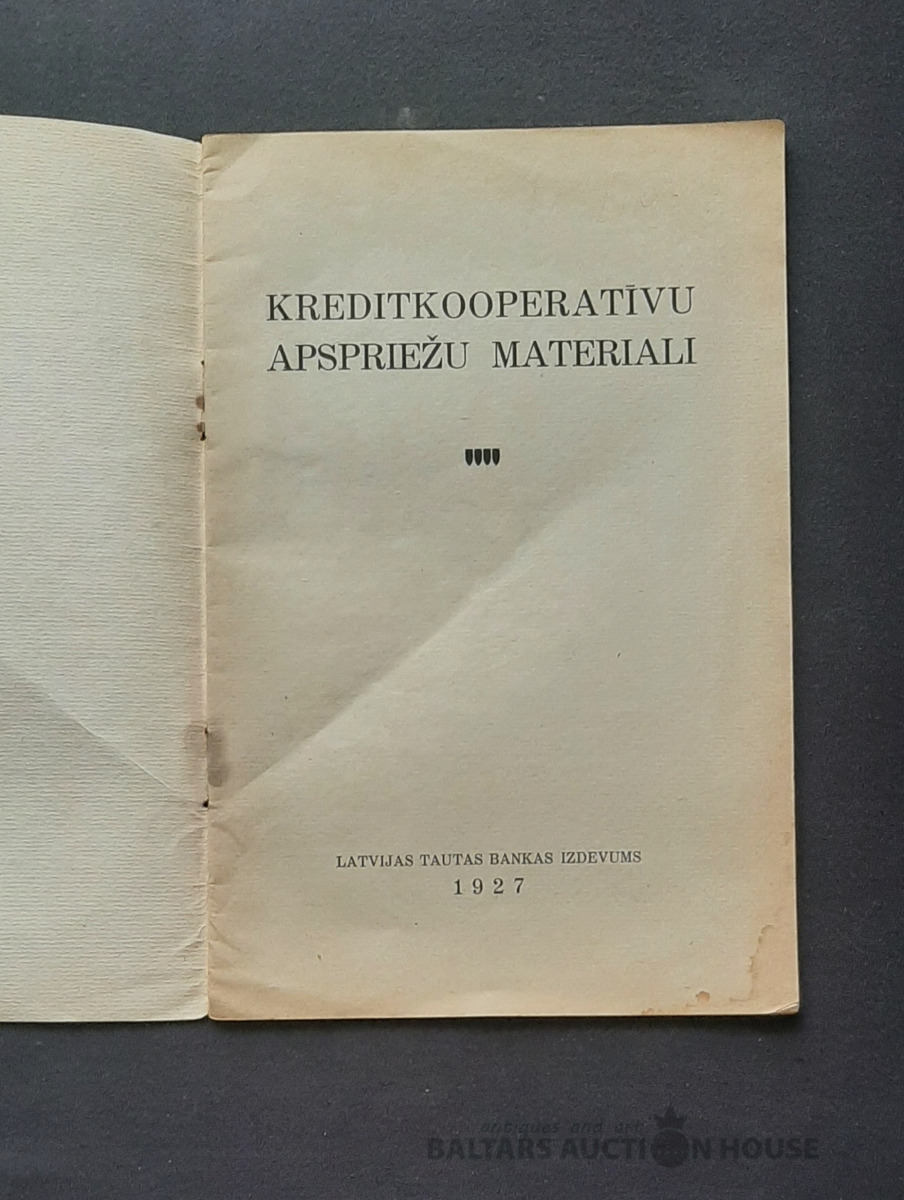 KREDITKOOPERATĪVU
APSPRIEŽU MATERIALI
LATVIJAS TAUTAS BANKAS IZDEVUMS
1927
antiques and art
BALTARS AUCTION HOUSE